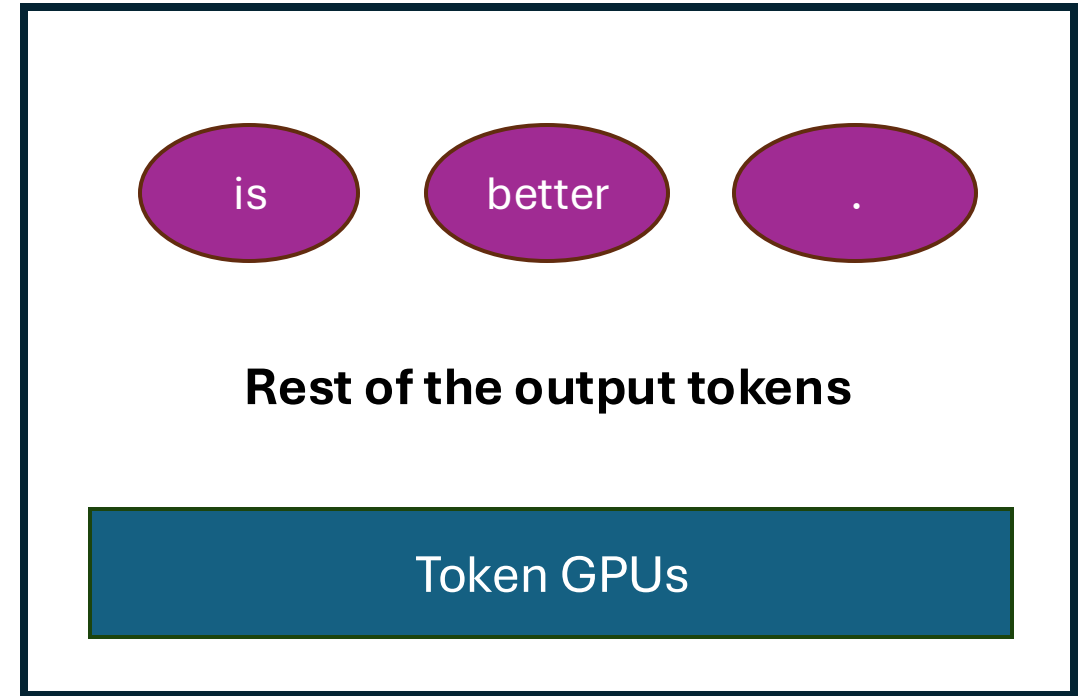 is better .
Rest of the output tokens
Token GPUs